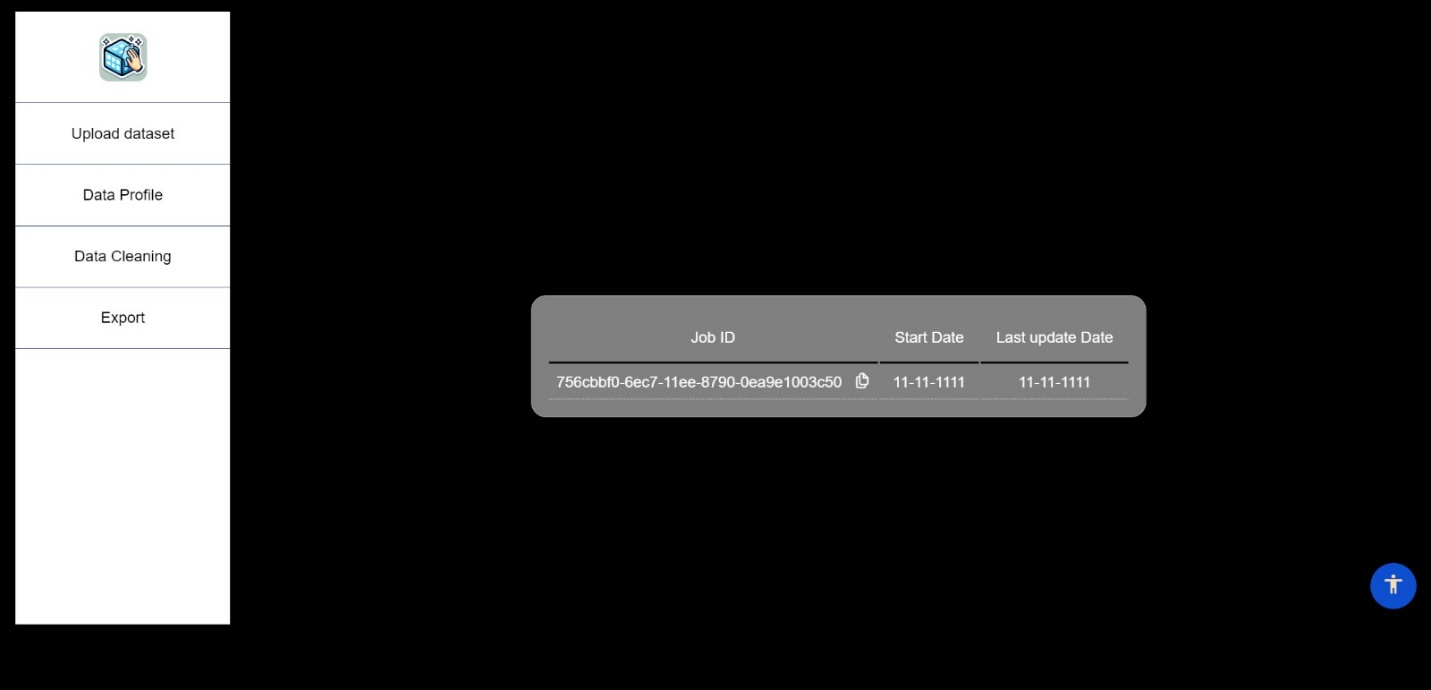 Upload dataset
Data Profile
Data Cleaning
Export
Job ID Start Date Last update Date
756cbbf0-6ec7-11ee-8790-0ea9e1003c50 11-11-1111 11-11-1111